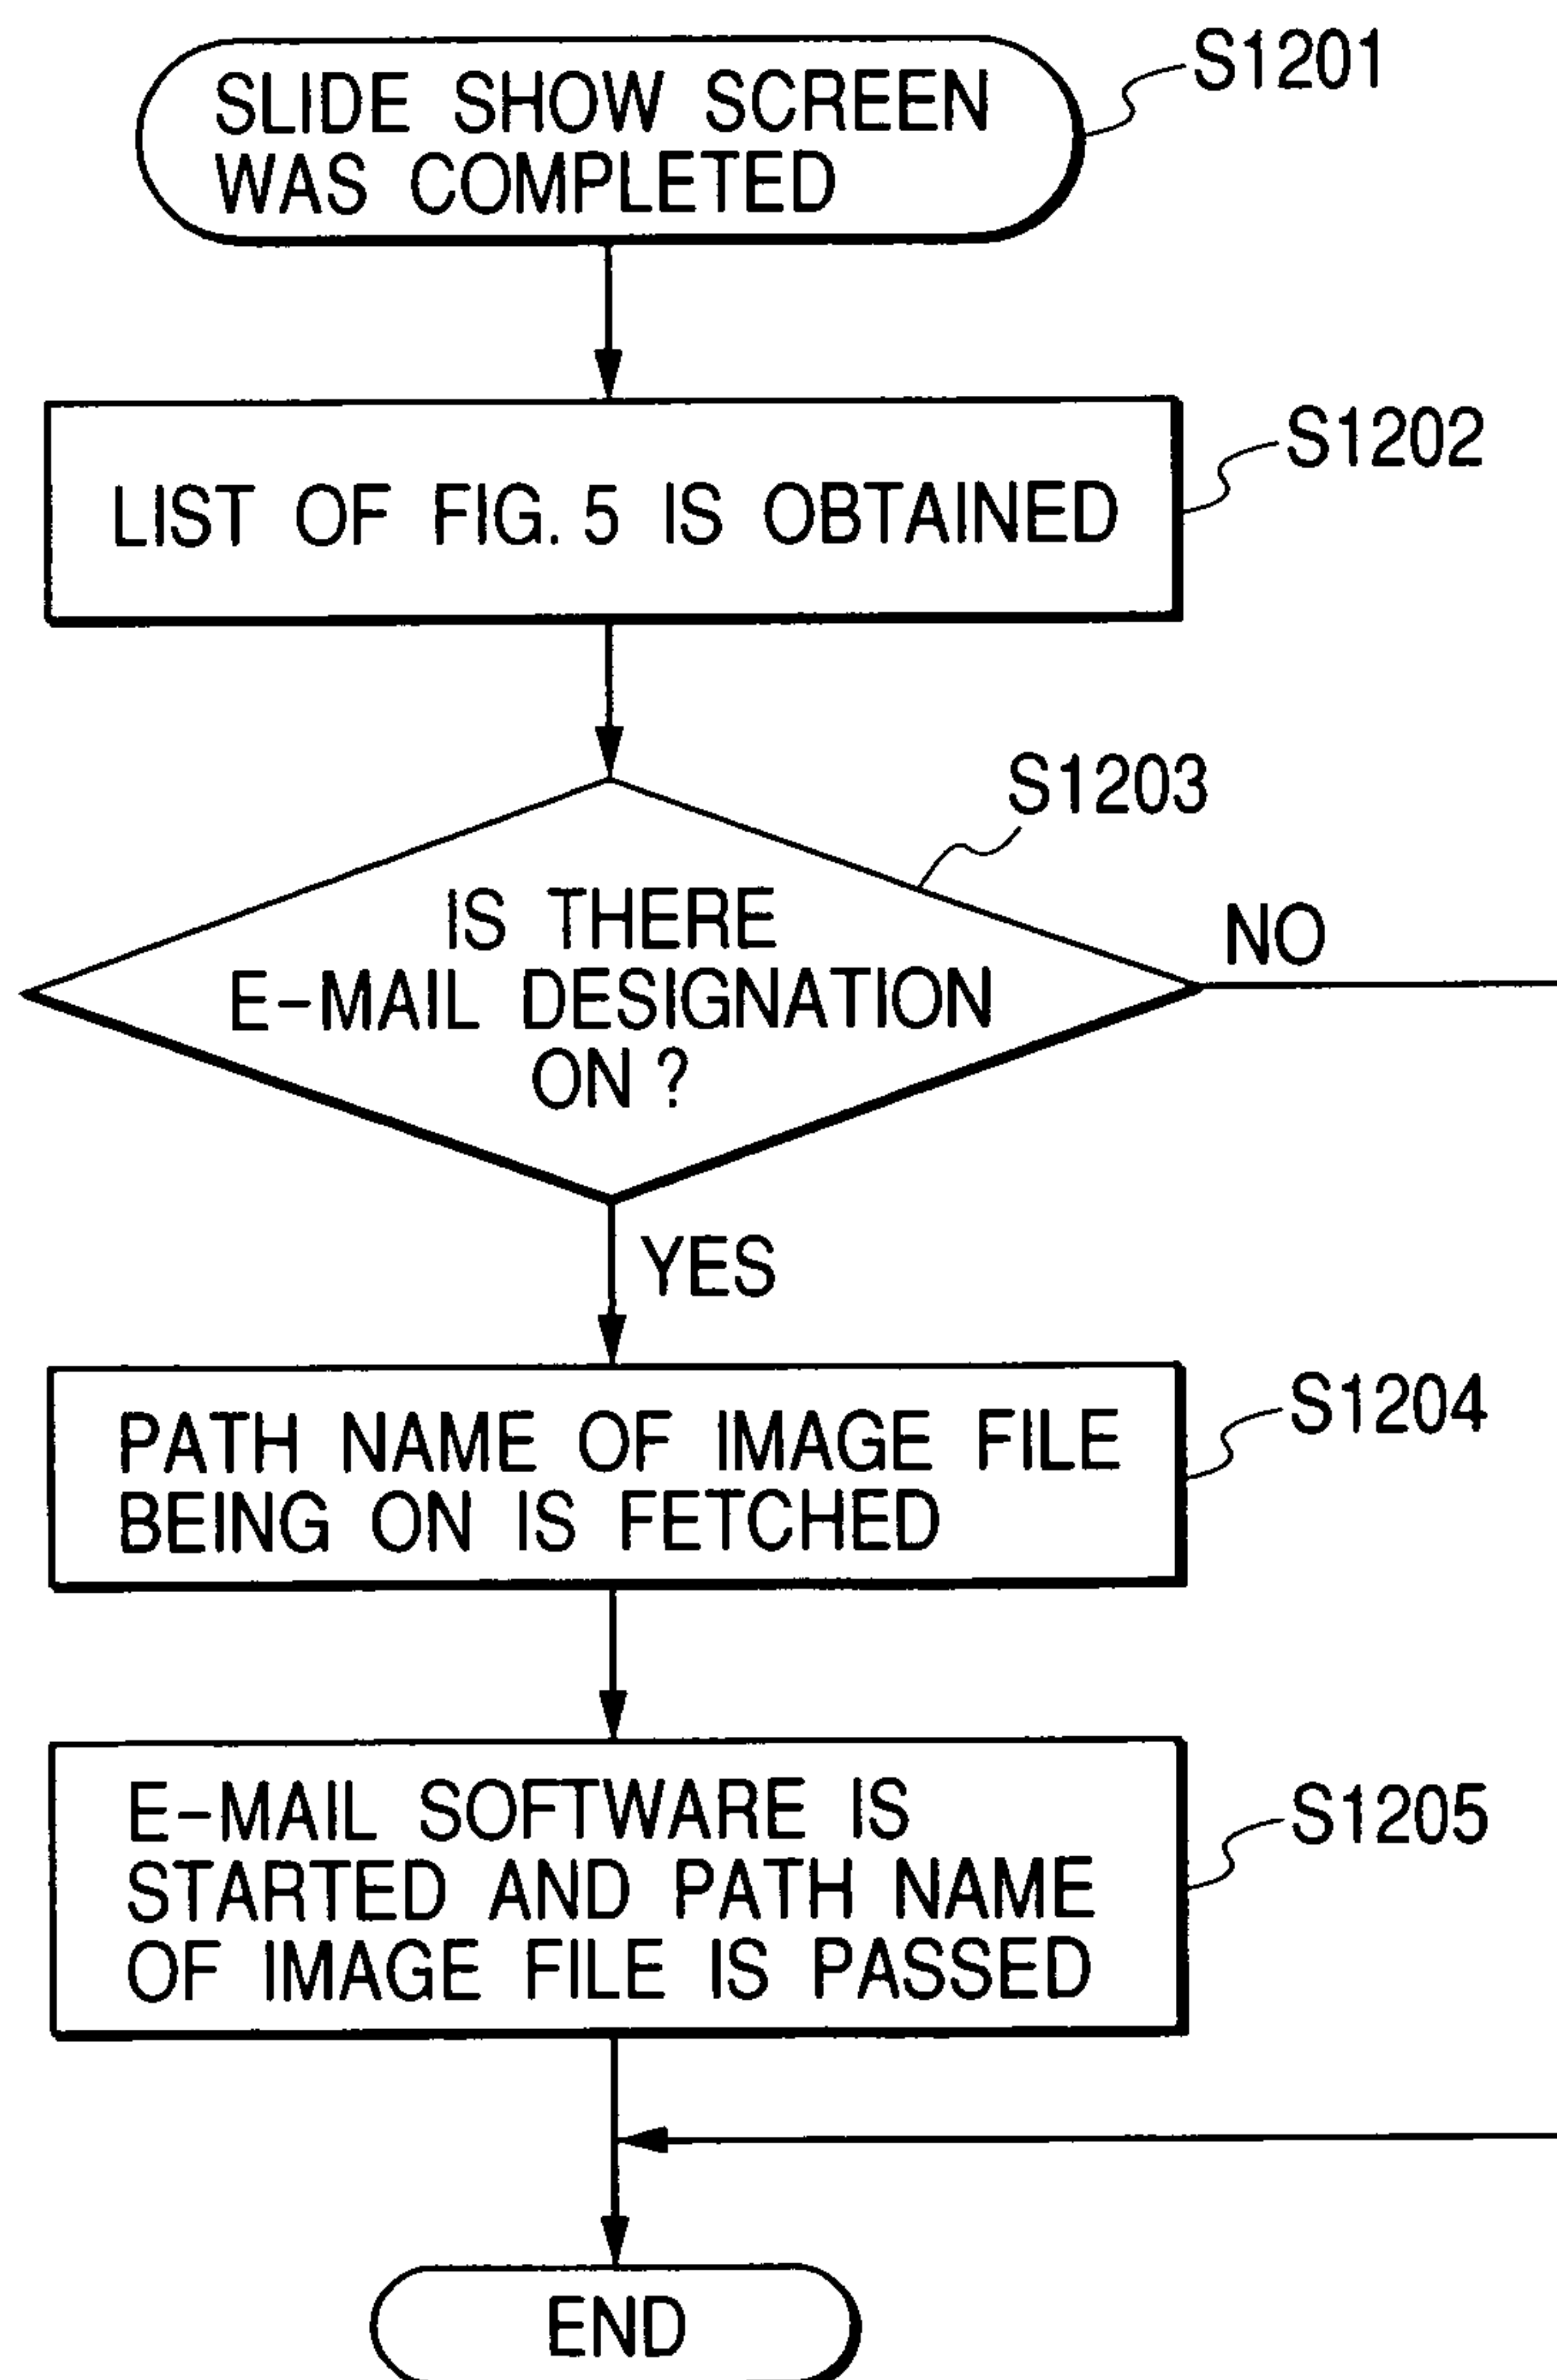 SLIDE SHOW SCREEN
WAS COMPLETED
S1201
LIST OF FIG. 5 IS OBTAINED
S1202
S1203
IS THERE
E-MAIL DESIGNATION
ON ?
NO
YES
PATH NAME OF IMAGE FILE
BEING ON IS FETCHED
S1204
E-MAIL SOFTWARE IS
STARTED AND PATH NAME
OF IMAGE FILE IS PASSED
S1205
END